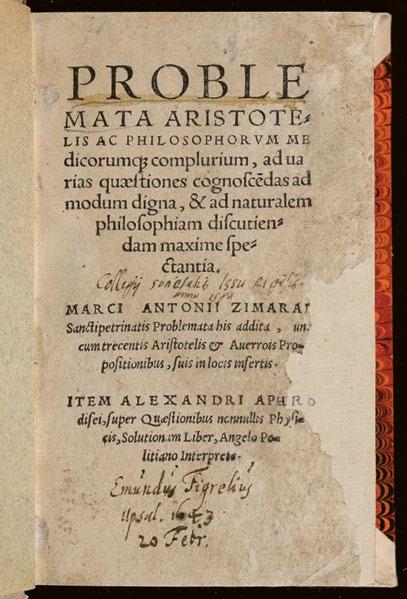 PROBLE
MATA ARISTOTE-
LIS AC PHILOSOPHORVM ME
dicorumq́; complurium, ad ua
rias quæstiones cognoscēdas ad
modum digna, & ad naturalem
philosophiam discutien-
dam maxime spe-
ctantia.
Collegij
MARCI ANTONII ZIMARAE
Sanctipetrinatis Problemata his addita, un.
cum trecentis Aristotelis & Auerrois Pro-
positionibus, suis in locis insertis.
ITEM ALEXANDRI APHRO
disei, super Quæstionibus nonnullis Physi-
cis, Solutionum Liber, Angelo Po-
litiano Interprete.
Emundus Figrelius
Upsal. 1643
20 Febr.